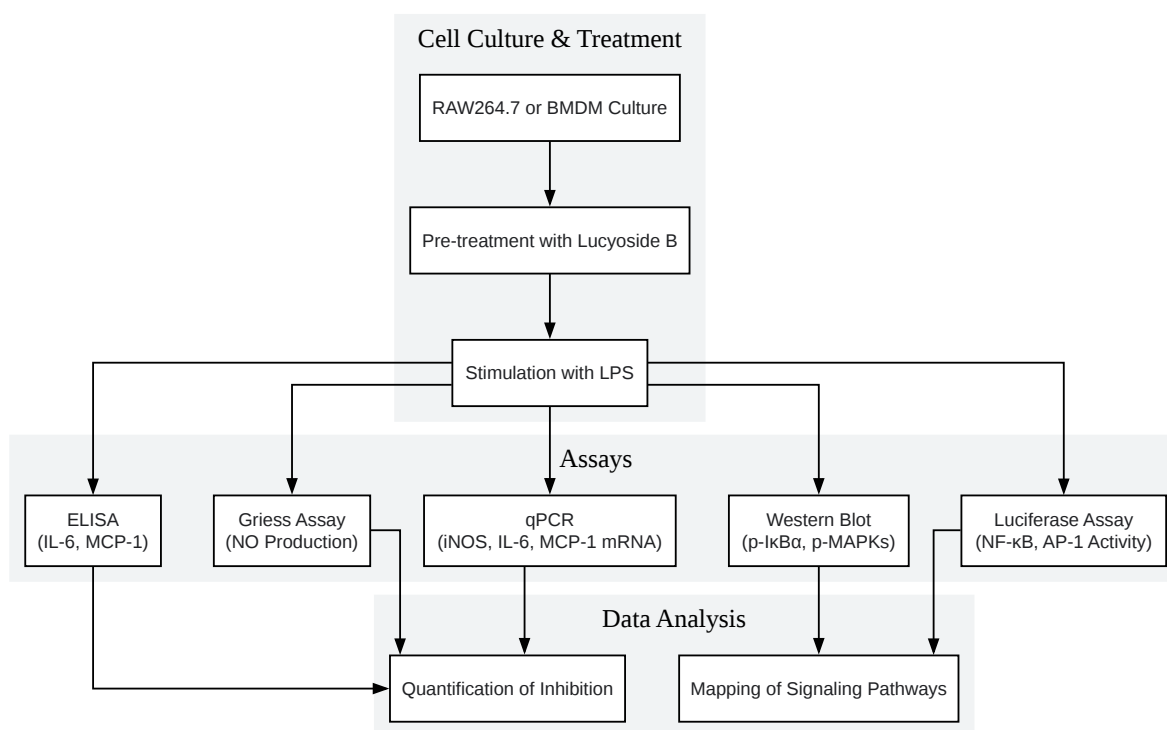 Cell Culture & Treatment
RAW264.7 or BMDM Culture
Pre-treatment with Lucyoside B
Stimulation with LPS
Assays
ELISA
(IL-6, MCP-1)
Griess Assay
(NO Production)
qPCR
(iNOS, IL-6, MCP-1 mRNA)
Western Blot
(p-IκBα, p-MAPKs)
Luciferase Assay
(NF-κB, AP-1 Activity)
Data Analysis
Quantification of Inhibition
Mapping of Signaling Pathways